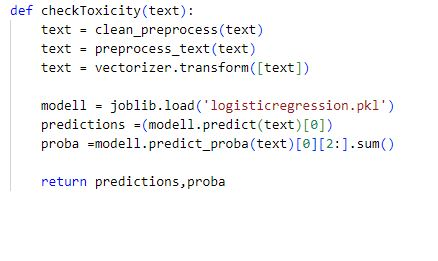 def checkToxicity(text):
    text = clean_preprocess(text)
    text = preprocess_text(text)
    text = vectorizer.transform([text])

    modell = joblib.load('logisticregression.pkl')
    predictions =(modell.predict(text)[0])
    proba =modell.predict_proba(text)[0][2:].sum()

    return predictions,proba